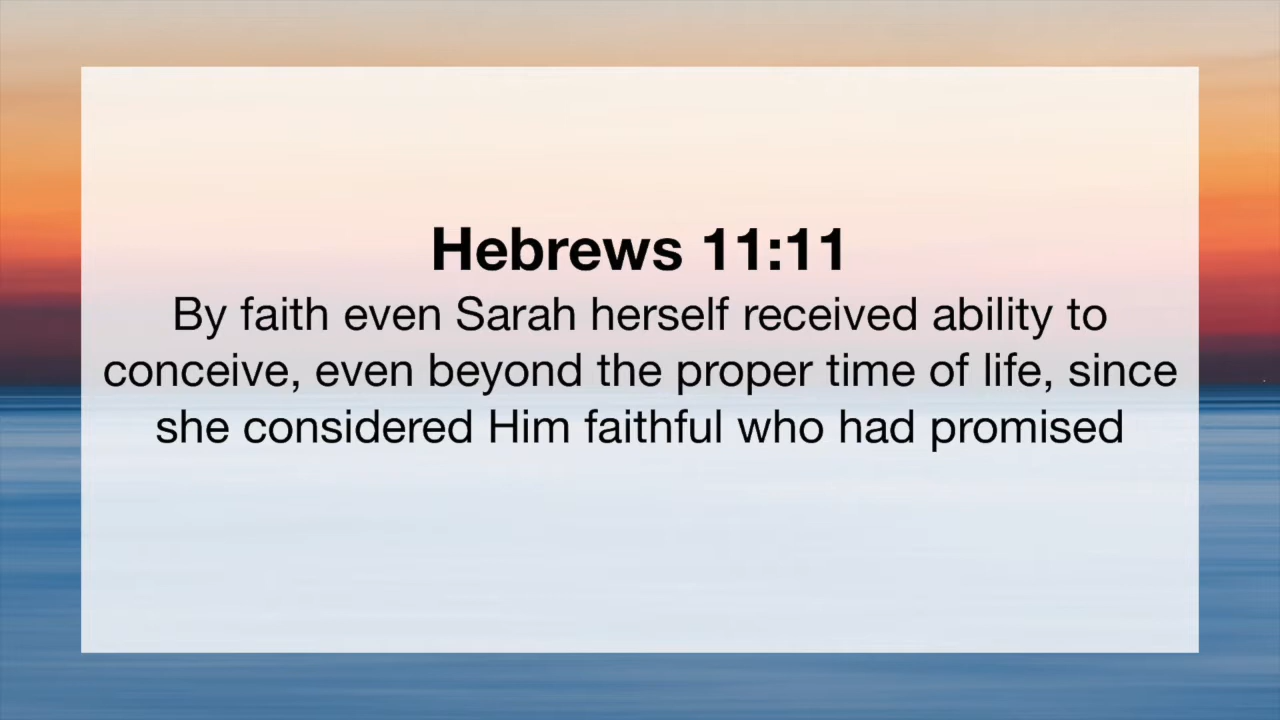 Hebrews 11:11
By faith even Sarah herself received ability to
conceive, even beyond the proper time of life, since
she considered Him faithful who had promised